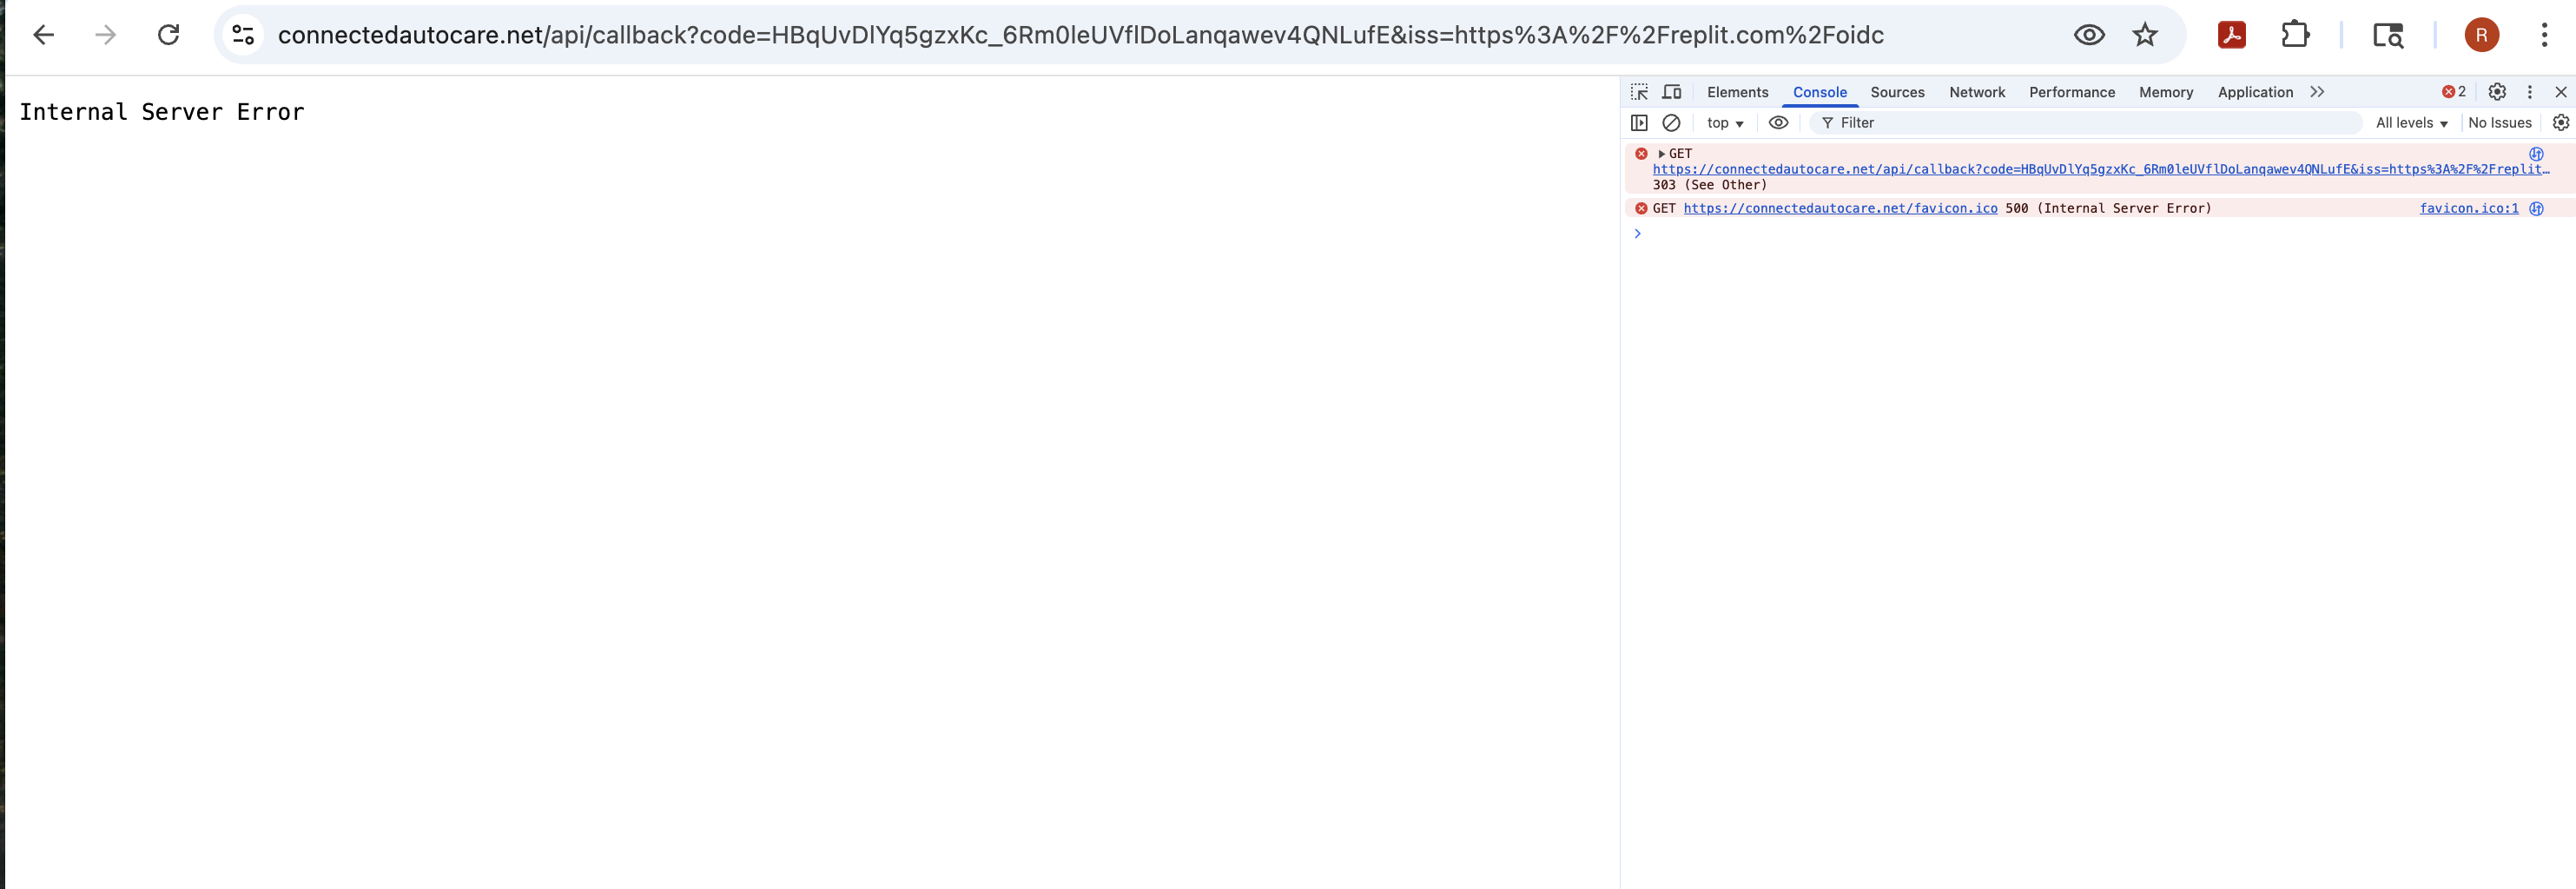 connectedautocare.net/api/callback?code=HBqUvDlYq5gzxKc_6Rm0leUVflDoLanqawev4QNLufE&iss=https%3A%2F%2Freplit.com%2Foidc
R
Internal Server Error
Elements Console Sources Network Performance Memory Application 2
top Filter All levels No Issues
GET
https://connectedautocare.net/api/callback?code=HBqUvDlYq5gzxKc_6Rm0leUVflDoLanqawev4QNLufE&iss=https%3A%2F%2Freplit…
303 (See Other)
GET https://connectedautocare.net/favicon.ico 500 (Internal Server Error) favicon.ico:1